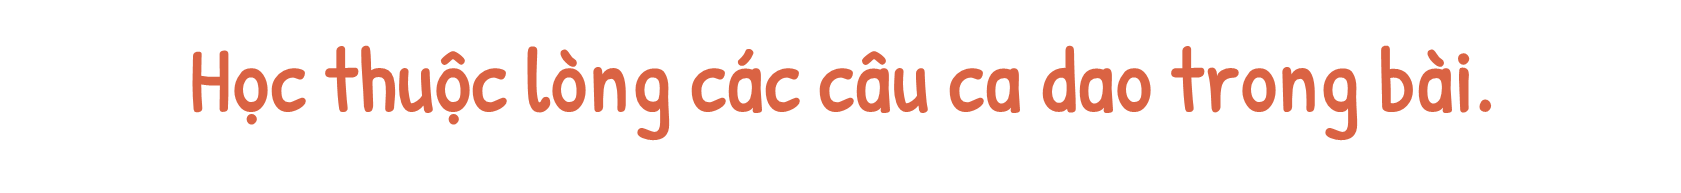 Học thuộc lòng các câu ca dao trong bài.